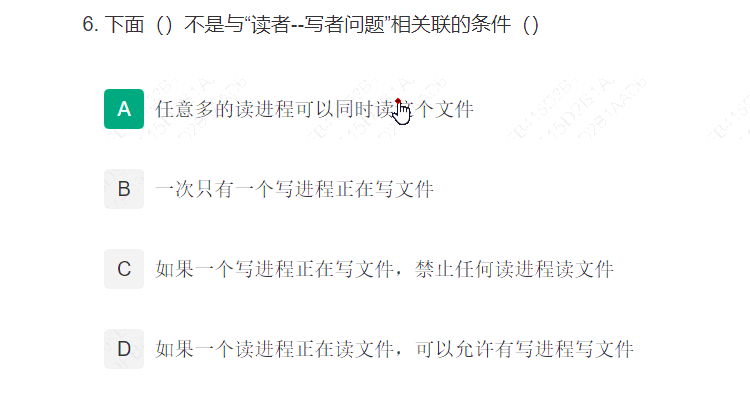 6. 下面（）不是与“读者--写者问题”相关联的条件（）
A 任意多的读进程可以同时读这个文件
B 一次只有一个写进程正在写文件
C 如果一个写进程正在写文件，禁止任何读进程读文件
D 如果一个读进程正在读文件，可以允许有写进程写文件